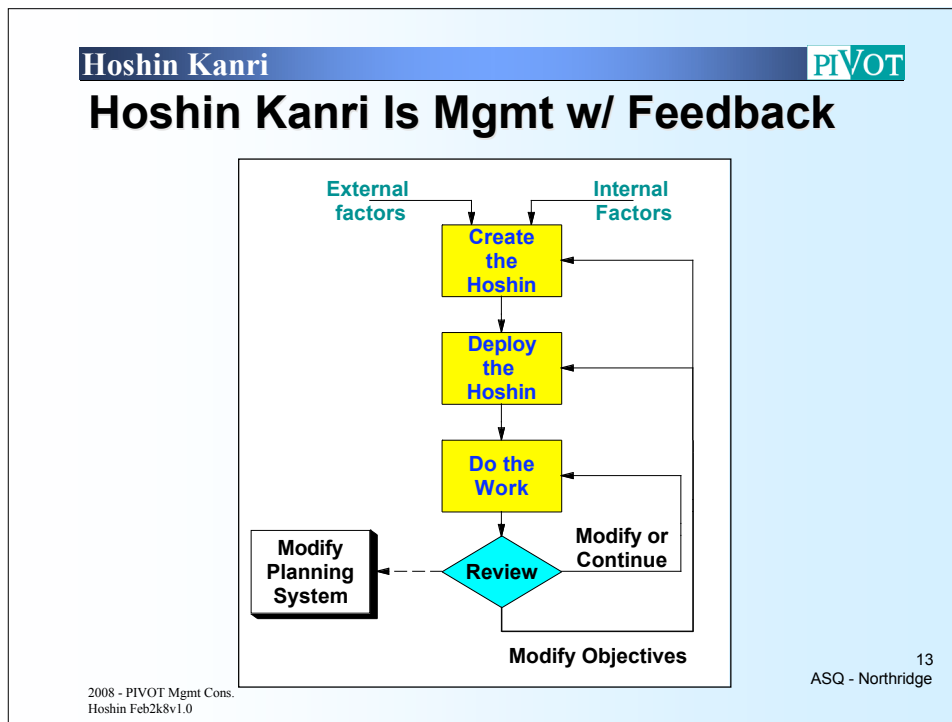 Hoshin Kanri
PIVOT
Hoshin Kanri Is Mgmt w/ Feedback
External
factors
Internal
Factors
Create
the
Hoshin
Deploy
the
Hoshin
Do the
Work
Modify or
Continue
Review
Modify
Planning
System
Modify Objectives
13
ASQ - Northridge
2008 - PIVOT Mgmt Cons.
Hoshin Feb2k8v1.0